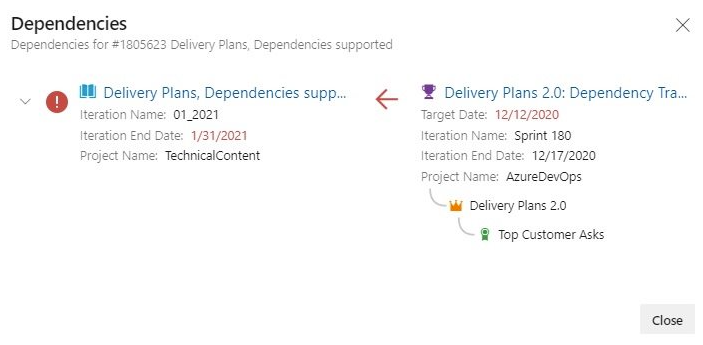 Dependencies
Dependencies for #1805623 Delivery Plans, Dependencies supported
Delivery Plans, Dependencies supp...
Iteration Name: 01_2021
Iteration End Date: 1/31/2021
Project Name: TechnicalContent
Delivery Plans 2.0: Dependency Tra...
Target Date: 12/12/2020
Iteration Name: Sprint 180
Iteration End Date: 12/17/2020
Project Name: AzureDevOps
Delivery Plans 2.0
Top Customer Asks
Close